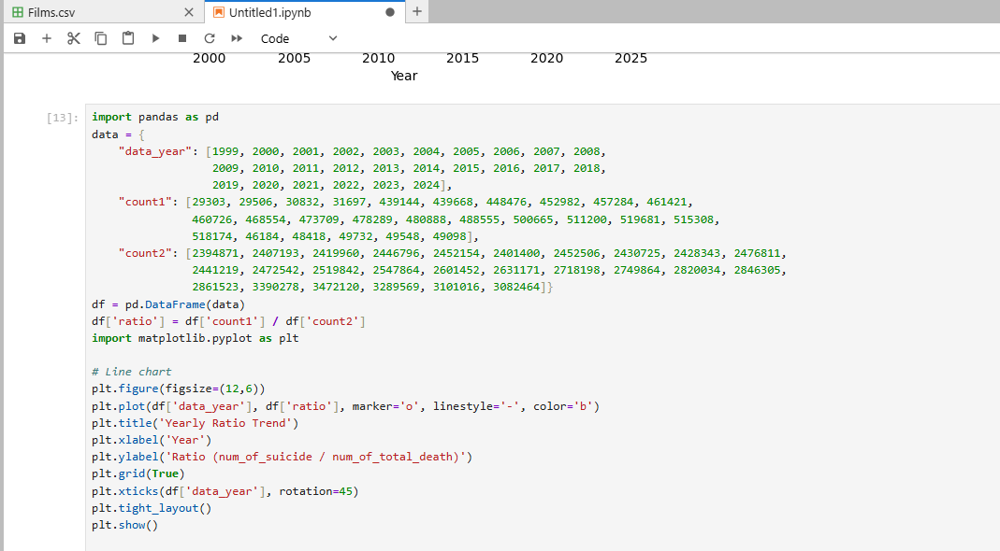 Films.csv
Untitled1.ipynb
Code
2000 2005 2010 2015 2020 2025
Year
[13]:
import pandas as pd
data = {
    "data_year": [1999, 2000, 2001, 2002, 2003, 2004, 2005, 2006, 2007, 2008,
                  2009, 2010, 2011, 2012, 2013, 2014, 2015, 2016, 2017, 2018,
                  2019, 2020, 2021, 2022, 2023, 2024],
    "count1": [29303, 29506, 30832, 31697, 439144, 439668, 448476, 452982, 457284, 461421,
               460726, 468554, 473709, 478289, 480888, 488555, 500665, 511200, 519681, 515308,
               518174, 46184, 48418, 49732, 49548, 49098],
    "count2": [2394871, 2407193, 2419960, 2446796, 2452154, 2401400, 2452506, 2430725, 2428343, 2476811,
               2441219, 2472542, 2519842, 2547864, 2601452, 2631171, 2718198, 2749864, 2820034, 2846305,
               2861523, 3390278, 3472120, 3289569, 3101016, 3082464]}
df = pd.DataFrame(data)
df['ratio'] = df['count1'] / df['count2']
import matplotlib.pyplot as plt
# Line chart
plt.figure(figsize=(12,6))
plt.plot(df['data_year'], df['ratio'], marker='o', linestyle='-', color='b')
plt.title('Yearly Ratio Trend')
plt.xlabel('Year')
plt.ylabel('Ratio (num_of_suicide / num_of_total_death)')
plt.grid(True)
plt.xticks(df['data_year'], rotation=45)
plt.tight_layout()
plt.show()